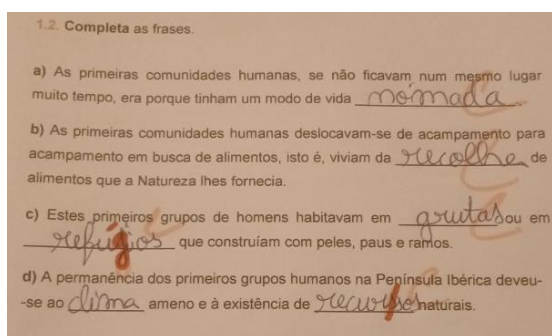 1.2. Completa as frases.
a) As primeiras comunidades humanas, se não ficavam num mesmo lugar
muito tempo, era porque tinham um modo de vida nómada.
b) As primeiras comunidades humanas deslocavam-se de acampamento para
acampamento em busca de alimentos, isto é, viviam da recolhe de
alimentos que a Natureza lhes fornecia.
c) Estes primeiros grupos de homens habitavam em grutas ou em
refúgios que construíam com peles, paus e ramos.
d) A permanência dos primeiros grupos humanos na Península Ibérica deveu-
-se ao clima ameno e à existência de recurso naturais.